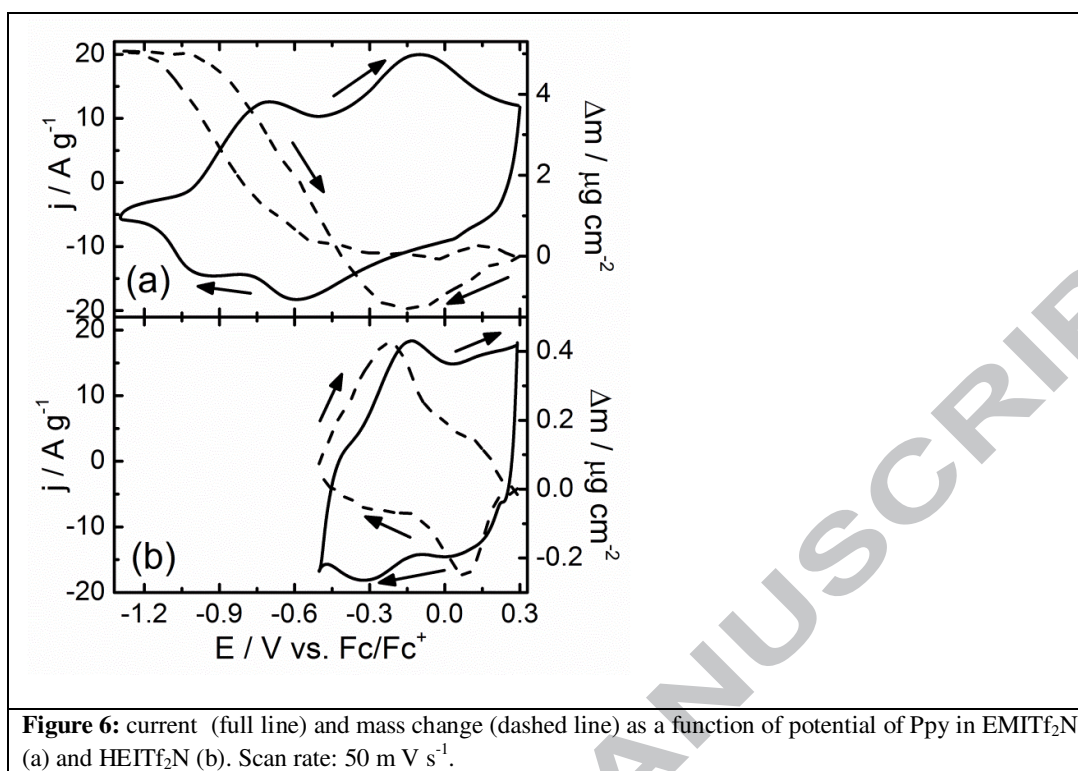 20
10
0
-10
-20
j / A g⁻¹
4
2
0
Δm / μg cm⁻²
(a)
20
10
0
-10
-20
j / A g⁻¹
0.4
0.2
0.0
-0.2
Δm / μg cm⁻²
(b)
-1.2 -0.9 -0.6 -0.3 0.0 0.3
E / V vs. Fc/Fc⁺
Figure 6: current (full line) and mass change (dashed line) as a function of potential of Ppy in EMITf₂N
(a) and HEITf₂N (b). Scan rate: 50 m V s⁻¹.